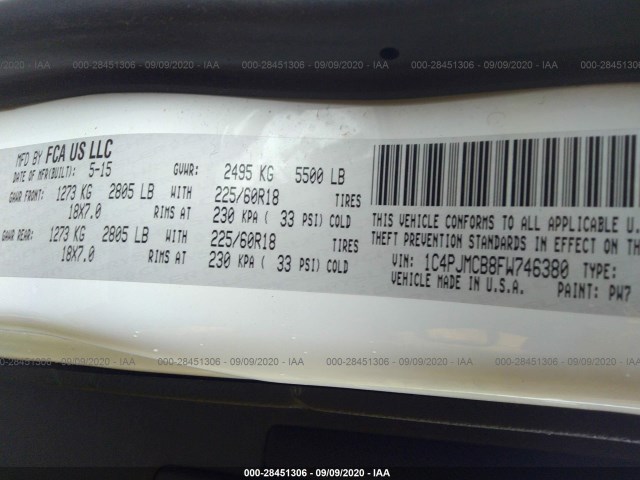 000-28451306 - 09/09/2020 - IAA 000-28451306 - 09/09/2020 - IAA 000-28451306 - 09/09/2020 - IAA
MFD BY FCA US LLC
DATE OF MFR(BUILT): 5-15 GVWR: 2495 KG 5500 LB
GAWR FRONT: 1273 KG 2805 LB WITH 225/60R18 TIRES
18X7.0 RIMS AT 230 KPA ( 33 PSI) COLD
GAWR REAR: 1273 KG 2805 LB WITH 225/60R18 TIRES
18X7.0 RIMS AT 230 KPA ( 33 PSI) COLD
THIS VEHICLE CONFORMS TO ALL APPLICABLE U.
THEFT PREVENTION STANDARDS IN EFFECT ON THE
VIN: 1C4PJMCB8FW746380 TYPE:
VEHICLE MADE IN U.S.A. PAINT: PW7
000-28451306 - 09/09/2020 - IAA 000-28451306 - 09/09/2020 - IAA
000-28451306 - 09/09/2020 - IAA